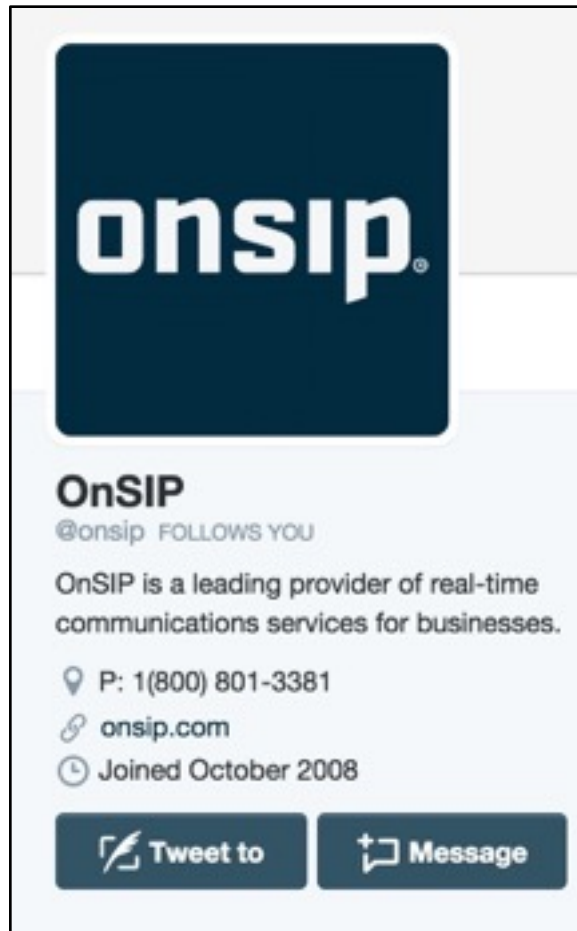 onsip
OnSIP
@onsip FOLLOWS YOU
OnSIP is a leading provider of real-time
communications services for businesses.
P: 1(800) 801-3381
onsip.com
Joined October 2008
Tweet to Message